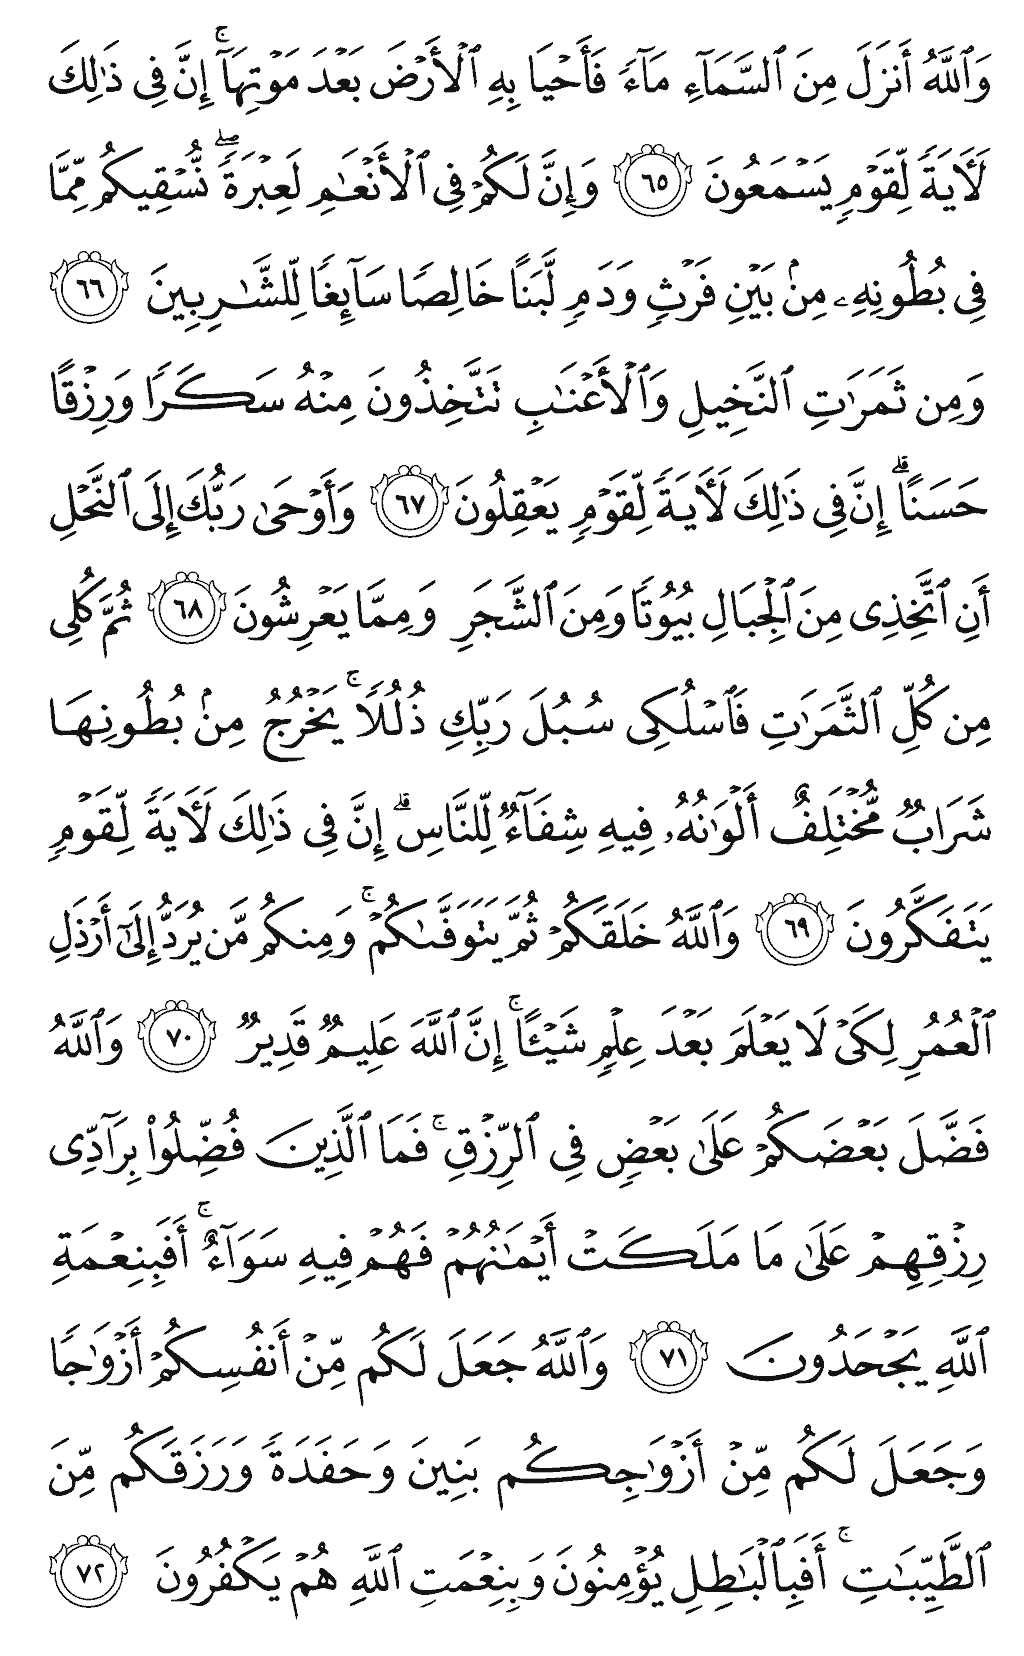 وَٱللَّهُ أَنزَلَ مِنَ ٱلسَّمَآءِ مَآءً فَأَحْيَا بِهِ ٱلْأَرْضَ بَعْدَ مَوْتِهَآ ۚ إِنَّ فِى ذَٰلِكَ
لَءَايَةً لِّقَوْمٍ يَسْمَعُونَ ٦٥ وَإِنَّ لَكُمْ فِى ٱلْأَنْعَٰمِ لَعِبْرَةً ۖ نُّسْقِيكُم مِّمَّا
فِى بُطُونِهِۦ مِنۢ بَيْنِ فَرْثٍ وَدَمٍ لَّبَنًا خَالِصًا سَآئِغًا لِّلشَّٰرِبِينَ ٦٦
وَمِن ثَمَرَٰتِ ٱلنَّخِيلِ وَٱلْأَعْنَٰبِ تَتَّخِذُونَ مِنْهُ سَكَرًا وَرِزْقًا
حَسَنًا ۗ إِنَّ فِى ذَٰلِكَ لَءَايَةً لِّقَوْمٍ يَعْقِلُونَ ٦٧ وَأَوْحَىٰ رَبُّكَ إِلَى ٱلنَّحْلِ
أَنِ ٱتَّخِذِى مِنَ ٱلْجِبَالِ بُيُوتًا وَمِنَ ٱلشَّجَرِ وَمِمَّا يَعْرِشُونَ ٦٨ ثُمَّ كُلِى
مِن كُلِّ ٱلثَّمَرَٰتِ فَٱسْلُكِى سُبُلَ رَبِّكِ ذُلُلًا ۚ يَخْرُجُ مِنۢ بُطُونِهَا
شَرَابٌ مُّخْتَلِفٌ أَلْوَٰنُهُۥ فِيهِ شِفَآءٌ لِّلنَّاسِ ۗ إِنَّ فِى ذَٰلِكَ لَءَايَةً لِّقَوْمٍ
يَتَفَكَّرُونَ ٦٩ وَٱللَّهُ خَلَقَكُمْ ثُمَّ يَتَوَفَّىٰكُمْ ۚ وَمِنكُم مَّن يُرَدُّ إِلَىٰٓ أَرْذَلِ
ٱلْعُمُرِ لِكَىْ لَا يَعْلَمَ بَعْدَ عِلْمٍ شَيْـًٔا ۚ إِنَّ ٱللَّهَ عَلِيمٌ قَدِيرٌ ٧٠ وَٱللَّهُ
فَضَّلَ بَعْضَكُمْ عَلَىٰ بَعْضٍ فِى ٱلرِّزْقِ ۚ فَمَا ٱلَّذِينَ فُضِّلُوا۟ بِرَآدِّى
رِزْقِهِمْ عَلَىٰ مَا مَلَكَتْ أَيْمَٰنُهُمْ فَهُمْ فِيهِ سَوَآءٌ ۚ أَفَبِنِعْمَةِ
ٱللَّهِ يَجْحَدُونَ ٧١ وَٱللَّهُ جَعَلَ لَكُم مِّنْ أَنفُسِكُمْ أَزْوَٰجًا
وَجَعَلَ لَكُم مِّنْ أَزْوَٰجِكُم بَنِينَ وَحَفَدَةً وَرَزَقَكُم مِّنَ
ٱلطَّيِّبَٰتِ ۚ أَفَبِٱلْبَٰطِلِ يُؤْمِنُونَ وَبِنِعْمَتِ ٱللَّهِ هُمْ يَكْفُرُونَ ٧٢